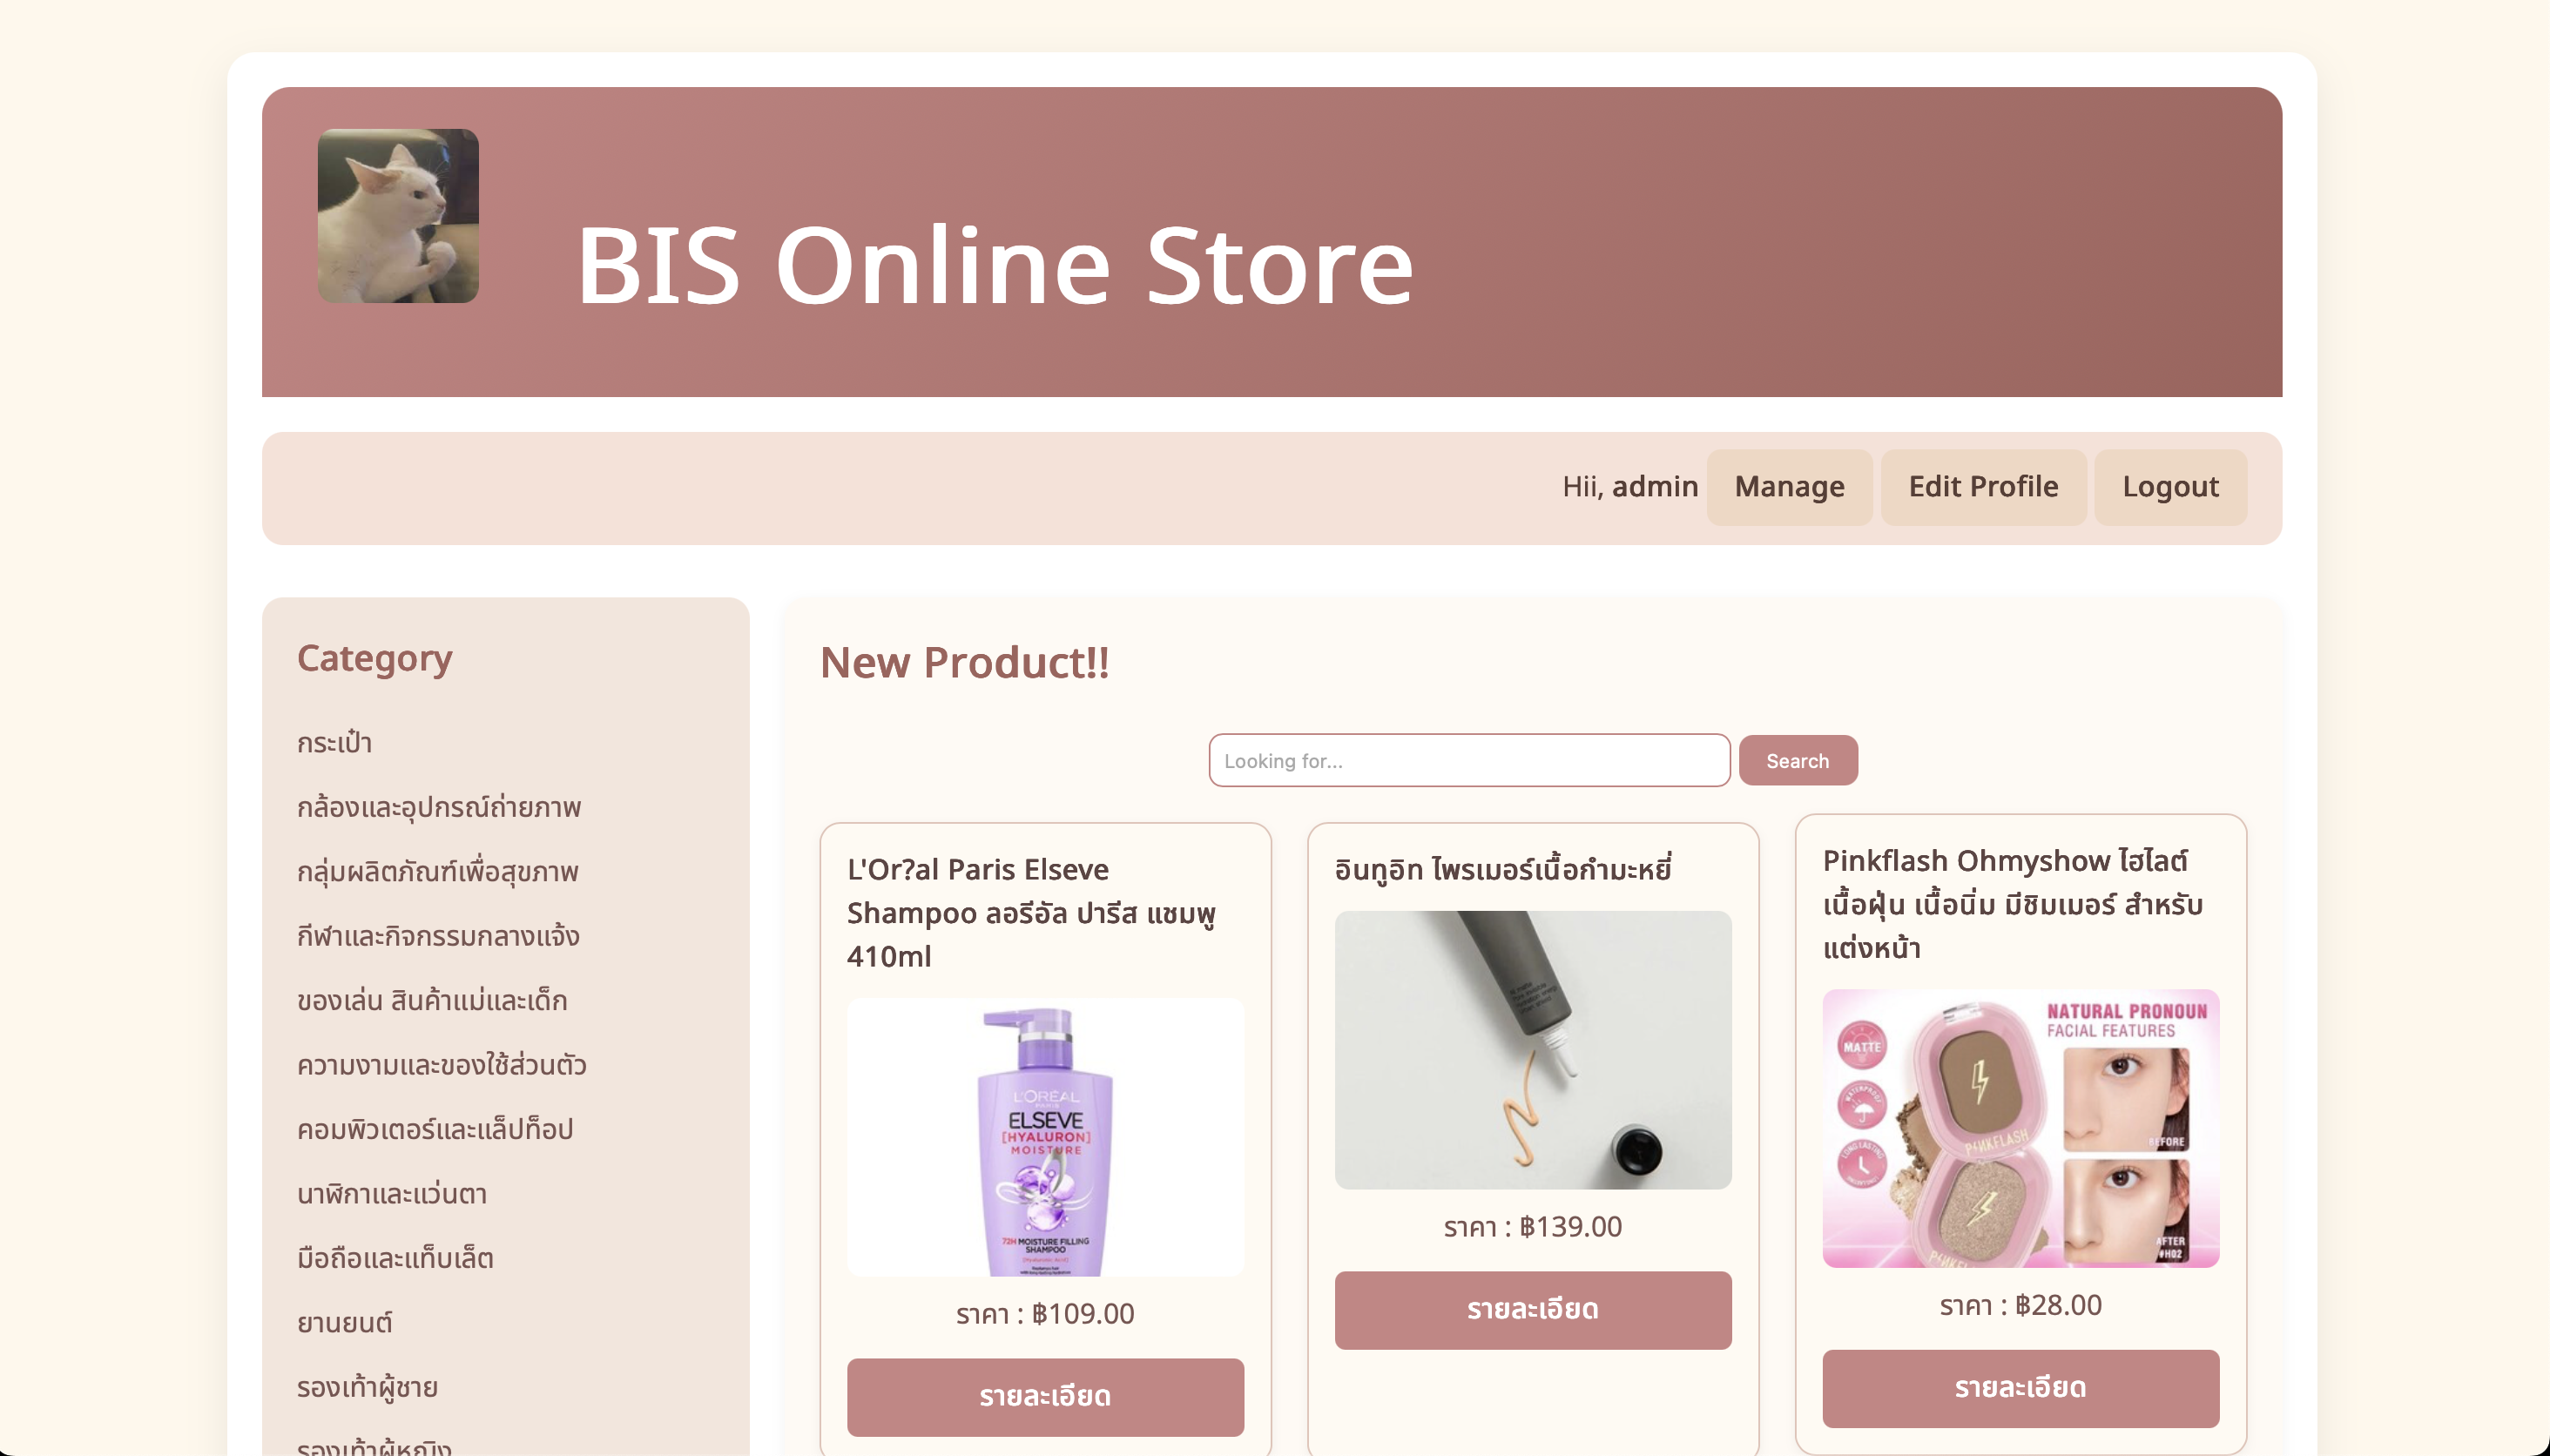 BIS Online Store
Hii, admin
Manage
Edit Profile
Logout
Category
กระเป๋า
กล้องและอุปกรณ์ถ่ายภาพ
กลุ่มผลิตภัณฑ์เพื่อสุขภาพ
กีฬาและกิจกรรมกลางแจ้ง
ของเล่น สินค้าแม่และเด็ก
ความงามและของใช้ส่วนตัว
คอมพิวเตอร์และแล็ปท็อป
นาฬิกาและแว่นตา
มือถือและแท็บเล็ต
ยานยนต์
รองเท้าผู้ชาย
รองเท้าผู้หญิง
New Product!!
Looking for...
Search
L'Or?al Paris Elseve
Shampoo ลอรีอัล ปารีส แชมพู
410ml
L'ORÉAL
PARIS
ELSEVE
[HYALURON]
MOISTURE
72H MOISTURE FILLING
SHAMPOO
ราคา : ฿109.00
รายละเอียด
อินทูอิท ไพรเมอร์เนื้อกำมะหยี่
ราคา : ฿139.00
รายละเอียด
Pinkflash Ohmyshow ไฮไลต์
เนื้อฝุ่น เนื้อนิ่ม มีชิมเมอร์ สำหรับ
แต่งหน้า
NATURAL PRONOUN
FACIAL FEATURES
MATTE
WATERPROOF
LONG LASTING
PINKFLASH
BEFORE
AFTER
#H02
ราคา : ฿28.00
รายละเอียด